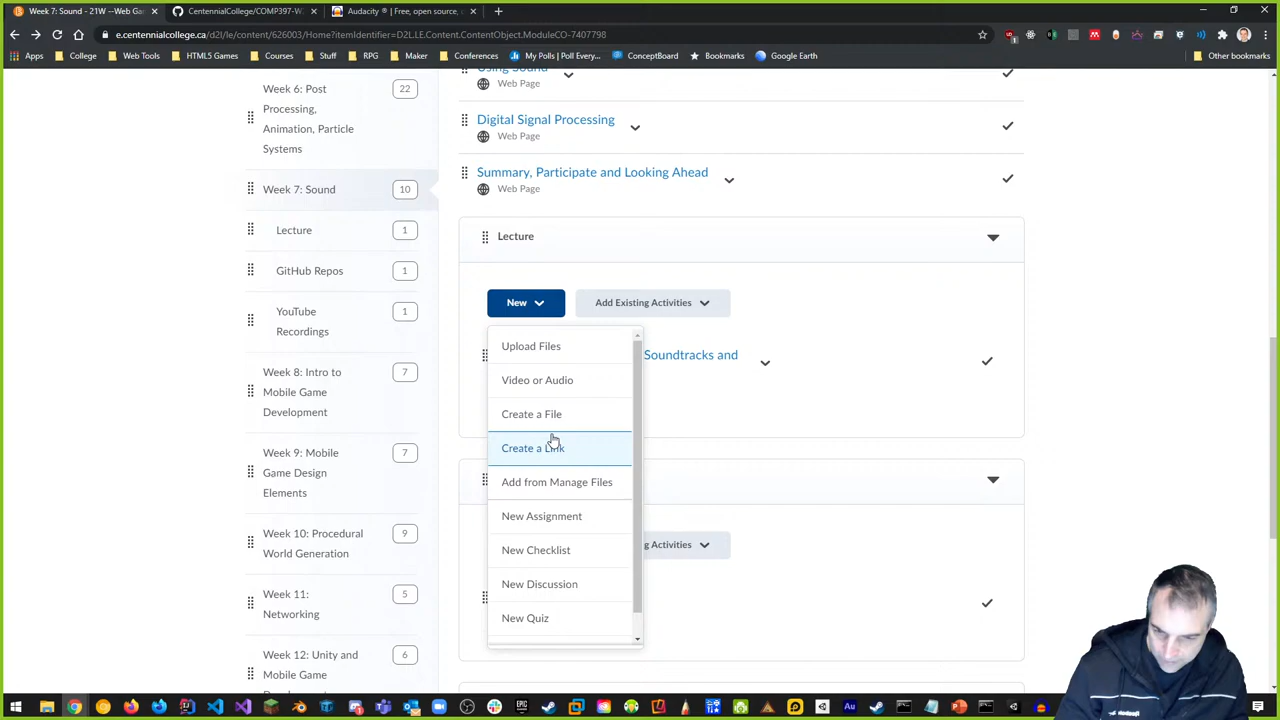 Week 7: Sound - 21W --Web Gam
CentennialCollege/COMP397-W
Audacity ® | Free, open source,
e.centennialcollege.ca/d2l/le/content/626003/Home?itemIdentifier=D2L.LE.Content.ContentObject.ModuleCO-7407798
Apps
College
Web Tools
HTML5 Games
Courses
Stuff
RPG
Maker
Conferences
My Polls | Poll Every...
ConceptBoard
Bookmarks
Google Earth
Other bookmarks
Week 6: Post
Processing,
Animation, Particle
Systems
22
Week 7: Sound
10
Lecture
1
GitHub Repos
1
YouTube
Recordings
1
Week 8: Intro to
Mobile Game
Development
7
Week 9: Mobile
Game Design
Elements
7
Week 10: Procedural
World Generation
9
Week 11:
Networking
5
Week 12: Unity and
Mobile Game
6
Using Sound
Web Page
Digital Signal Processing
Web Page
Summary, Participate and Looking Ahead
Web Page
Lecture
New
Add Existing Activities
Upload Files
Video or Audio
Create a File
Create a Link
Add from Manage Files
New Assignment
New Checklist
New Discussion
New Quiz
Soundtracks and
g Activities